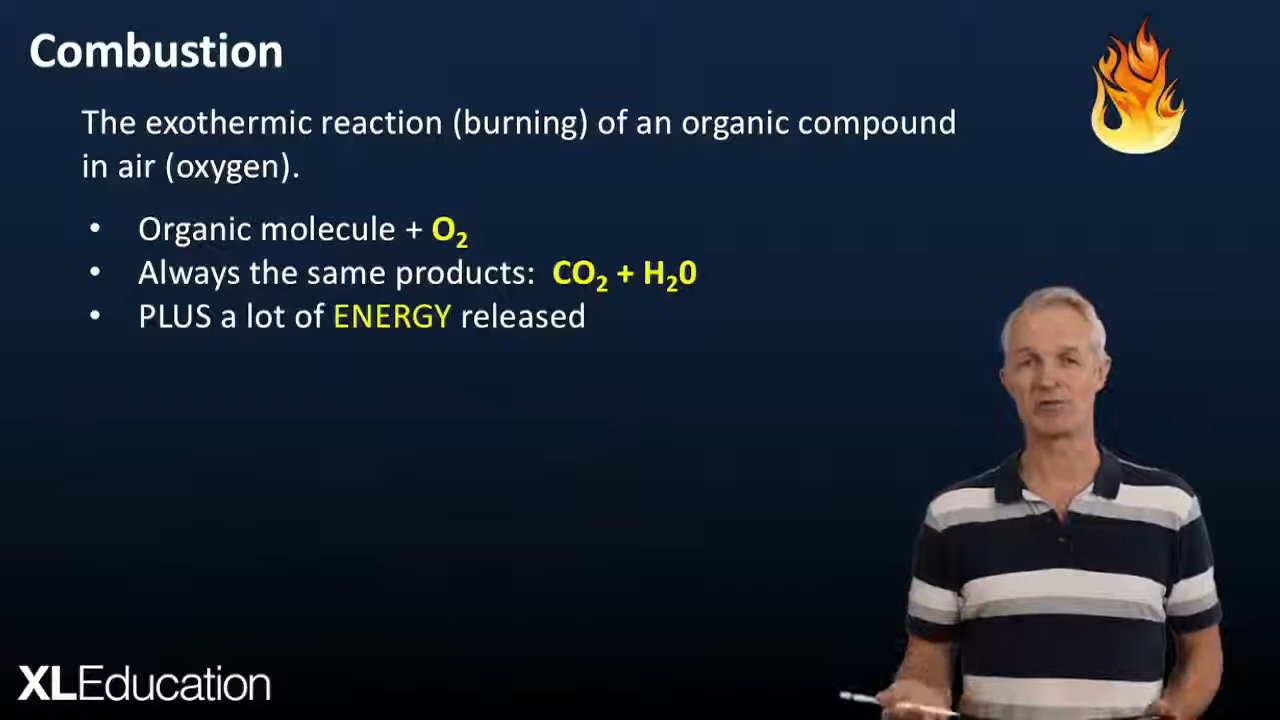 Combustion
The exothermic reaction (burning) of an organic compound
in air (oxygen).
• Organic molecule + O₂
• Always the same products: CO₂ + H₂0
• PLUS a lot of ENERGY released
XLEducation